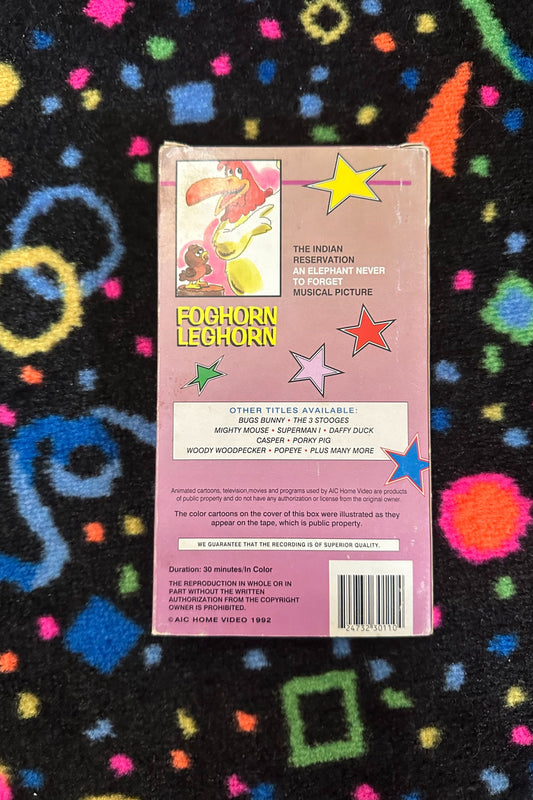 THE INDIAN
RESERVATION
AN ELEPHANT NEVER
TO FORGET
MUSICAL PICTURE
FOGHORN
LEGHORN
OTHER TITLES AVAILABLE:
BUGS BUNNY • THE 3 STOOGES
MIGHTY MOUSE • SUPERMAN I • DAFFY DUCK
CASPER • PORKY PIG
WOODY WOODPECKER • POPEYE • PLUS MANY MORE
Animated cartoons, television,movies and programs used by AIC Home Video are products
of public property and do not have any authorization or license from the original owner.
The color cartoons on the cover of this box were illustrated as they
appear on the tape, which is public property.
WE GUARANTEE THAT THE RECORDING IS OF SUPERIOR QUALITY.
Duration: 30 minutes/In Color
THE REPRODUCTION IN WHOLE OR IN
PART WITHOUT THE WRITTEN
AUTHORIZATION FROM THE COPYRIGHT
OWNER IS PROHIBITED.
©AIC HOME VIDEO 1992
24732 30110